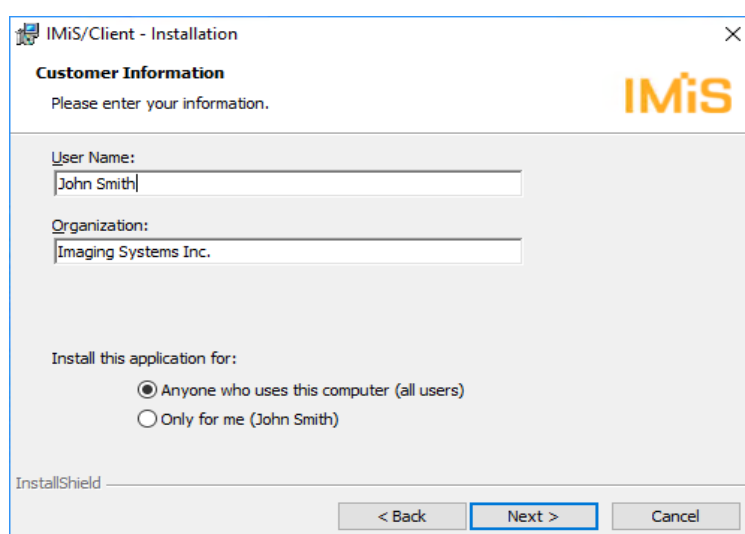 IMiS/Client - Installation
Customer Information
Please enter your information.
IMiS
User Name:
John Smith
Organization:
Imaging Systems Inc.
Install this application for:
Anyone who uses this computer (all users)
Only for me (John Smith)
InstallShield
< Back Next > Cancel